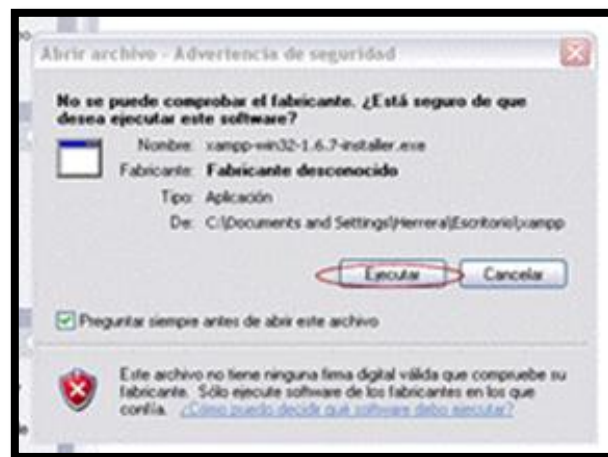 Abrir archivo - Advertencia de seguridad
No se puede comprobar el fabricante. ¿Está seguro de que
desea ejecutar este software?
Nombre: xampp-win32-1.6.7-installer.exe
Fabricante: Fabricante desconocido
Tipo: Aplicación
De: C:\Documents and Settings\Herrera\Escritorio\xampp
Ejecutar Cancelar
Preguntar siempre antes de abrir este archivo
Este archivo no tiene ninguna firma digital válida que compruebe su
fabricante. Sólo ejecute software de los fabricantes en los que
confía. ¿Cómo puedo decidir qué software debo ejecutar?